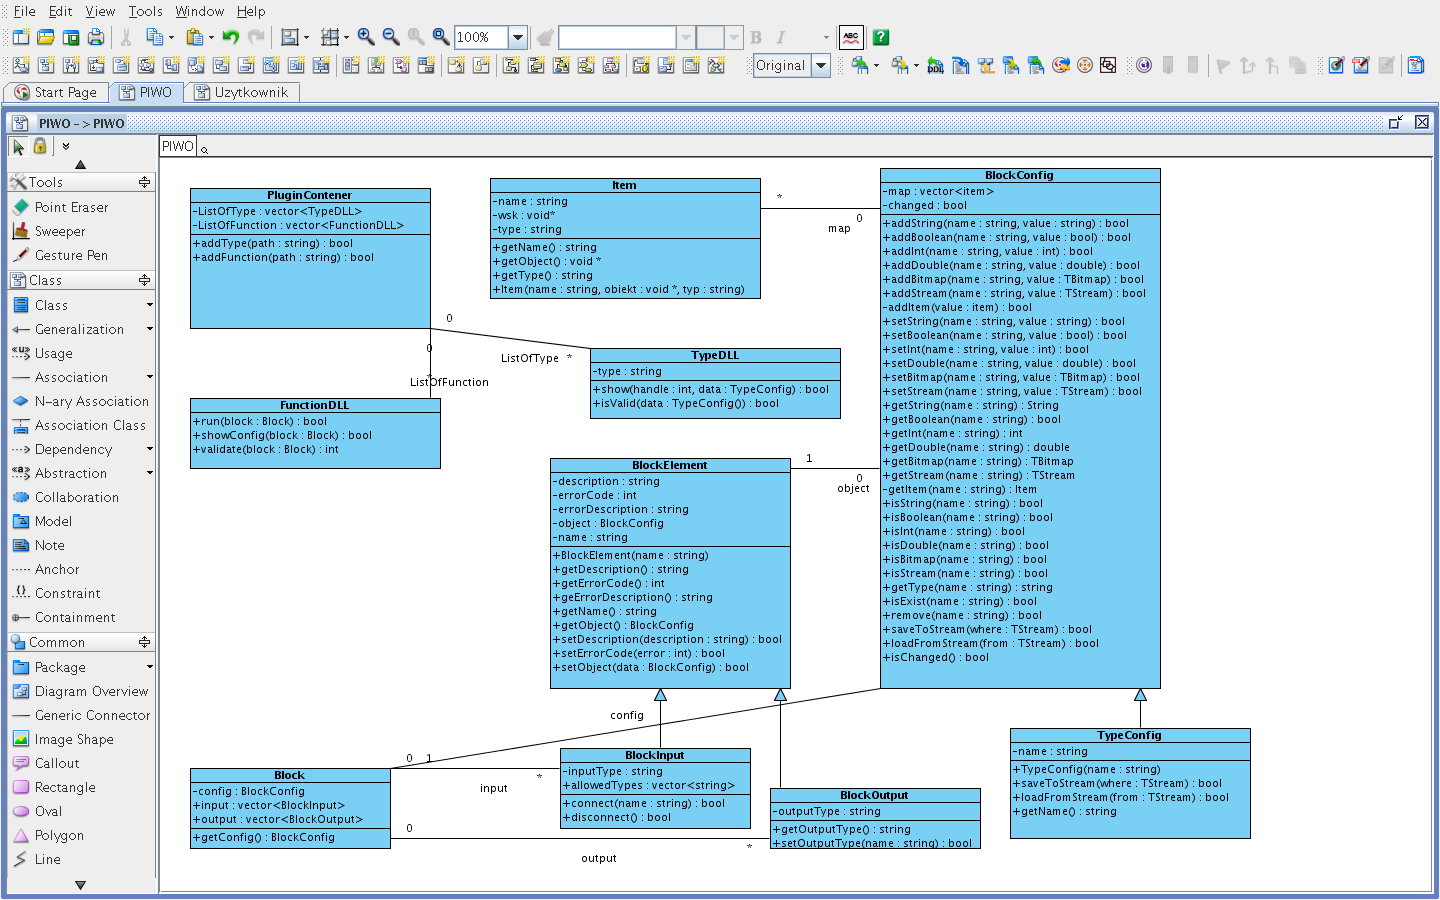 File Edit View Tools Window Help
100% B I ABC ?
Original DDL
Start Page PIWO Uzytkownik
PIWO -> PIWO
PIWO
Tools
Point Eraser
Sweeper
Gesture Pen
Class
Class
Generalization
<<u>> Usage
Association
N-ary Association
Association Class
Dependency
<<a>> Abstraction
Collaboration
Model
Note
Anchor
Constraint
Containment
Common
Package
Diagram Overview
Generic Connector
Image Shape
Callout
Rectangle
Oval
Polygon
Line
PluginContener
-ListOfType : vector<TypeDLL>
-ListOfFunction : vector<FunctionDLL>
+addType(path : string) : bool
+addFunction(path : string) : bool
Item
-name : string
-wsk : void*
-type : string
+getName() : string
+getObject() : void *
+getType() : string
+Item(name : string, obiekt : void *, typ : string)
*
0
map
BlockConfig
-map : vector<item>
-changed : bool
+addString(name : string, value : string) : bool
+addBoolean(name : string, value : bool) : bool
+addInt(name : string, value : int) : bool
+addDouble(name : string, value : double) : bool
+addBitmap(name : string, value : TBitmap) : bool
+addStream(name : string, value : TStream) : bool
-addItem(value : item) : bool
+setString(name : string, value : string) : bool
+setBoolean(name : string, value : bool) : bool
+setInt(name : string, value : int) : bool
+setDouble(name : string, value : double) : bool
+setBitmap(name : string, value : TBitmap) : bool
+setStream(name : string, value : TStream) : bool
+getString(name : string) : String
+getBoolean(name : string) : bool
+getInt(name : string) : int
+getDouble(name : string) : double
+getBitmap(name : string) : TBitmap
+getStream(name : string) : TStream
-getItem(name : string) : Item
+isString(name : string) : bool
+isBoolean(name : string) : bool
+isInt(name : string) : bool
+isDouble(name : string) : bool
+isBitmap(name : string) : bool
+isStream(name : string) : bool
+getType(name : string) : string
+isExist(name : string) : bool
+remove(name : string) : bool
+saveToStream(where : TStream) : bool
+loadFromStream(from : TStream) : bool
+isChanged() : bool
0
ListOfType *
0
*
ListOfFunction
TypeDLL
-type : string
+show(handle : int, data : TypeConfig) : bool
+isValid(data : TypeConfig()) : bool
FunctionDLL
+run(block : Block) : bool
+showConfig(block : Block) : bool
+validate(block : Block) : int
BlockElement
-description : string
-errorCode : int
-errorDescription : string
-object : BlockConfig
-name : string
+BlockElement(name : string)
+getDescription() : string
+getErrorCode() : int
+geErrorDescription() : string
+getName() : string
+getObject() : BlockConfig
+setDescription(description : string) : bool
+setErrorCode(error : int) : bool
+setObject(data : BlockConfig) : bool
1
0
object
config
0 1
Block
-config : BlockConfig
+input : vector<BlockInput>
+output : vector<BlockOutput>
+getConfig() : BlockConfig
*
input
0
*
output
BlockInput
-inputType : string
+allowedTypes : vector<string>
+connect(name : string) : bool
+disconnect() : bool
BlockOutput
-outputType : string
+getOutputType() : string
+setOutputType(name : string) : bool
TypeConfig
-name : string
+TypeConfig(name : string)
+saveToStream(where : TStream) : bool
+loadFromStream(from : TStream) : bool
+getName() : string